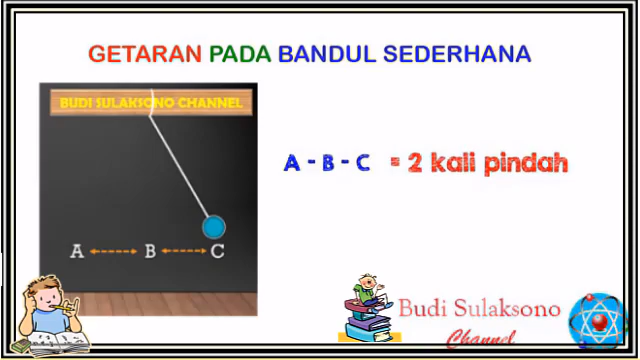 GETARAN PADA BANDUL SEDERHANA
BUDI SULAKSONO CHANNEL
A - B - C = 2 kali pindah
A B C
Budi Sulaksono
Channel